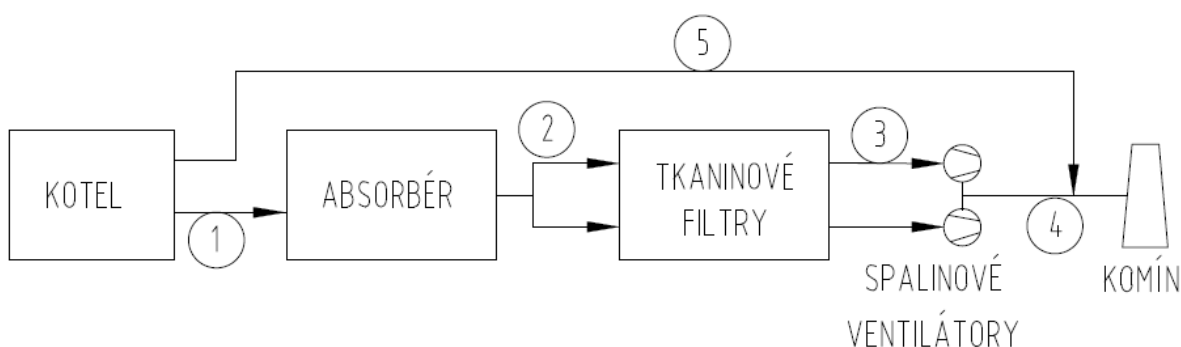 5
2
3
KOTEL
ABSORBÉR
TKANINOVÉ
FILTRY
1
4
SPALINOVÉ
VENTILÁTORY
KOMÍN